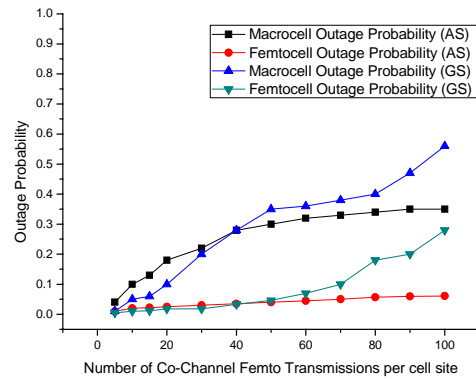 1.0
0.9
0.8
0.7
0.6
0.5
0.4
0.3
0.2
0.1
0.0
Outage Probability
Macrocell Outage Probability (AS)
Femtocell Outage Probability (AS)
Macrocell Outage Probability (GS)
Femtocell Outage Probability (GS)
0 20 40 60 80 100
Number of Co-Channel Femto Transmissions per cell site